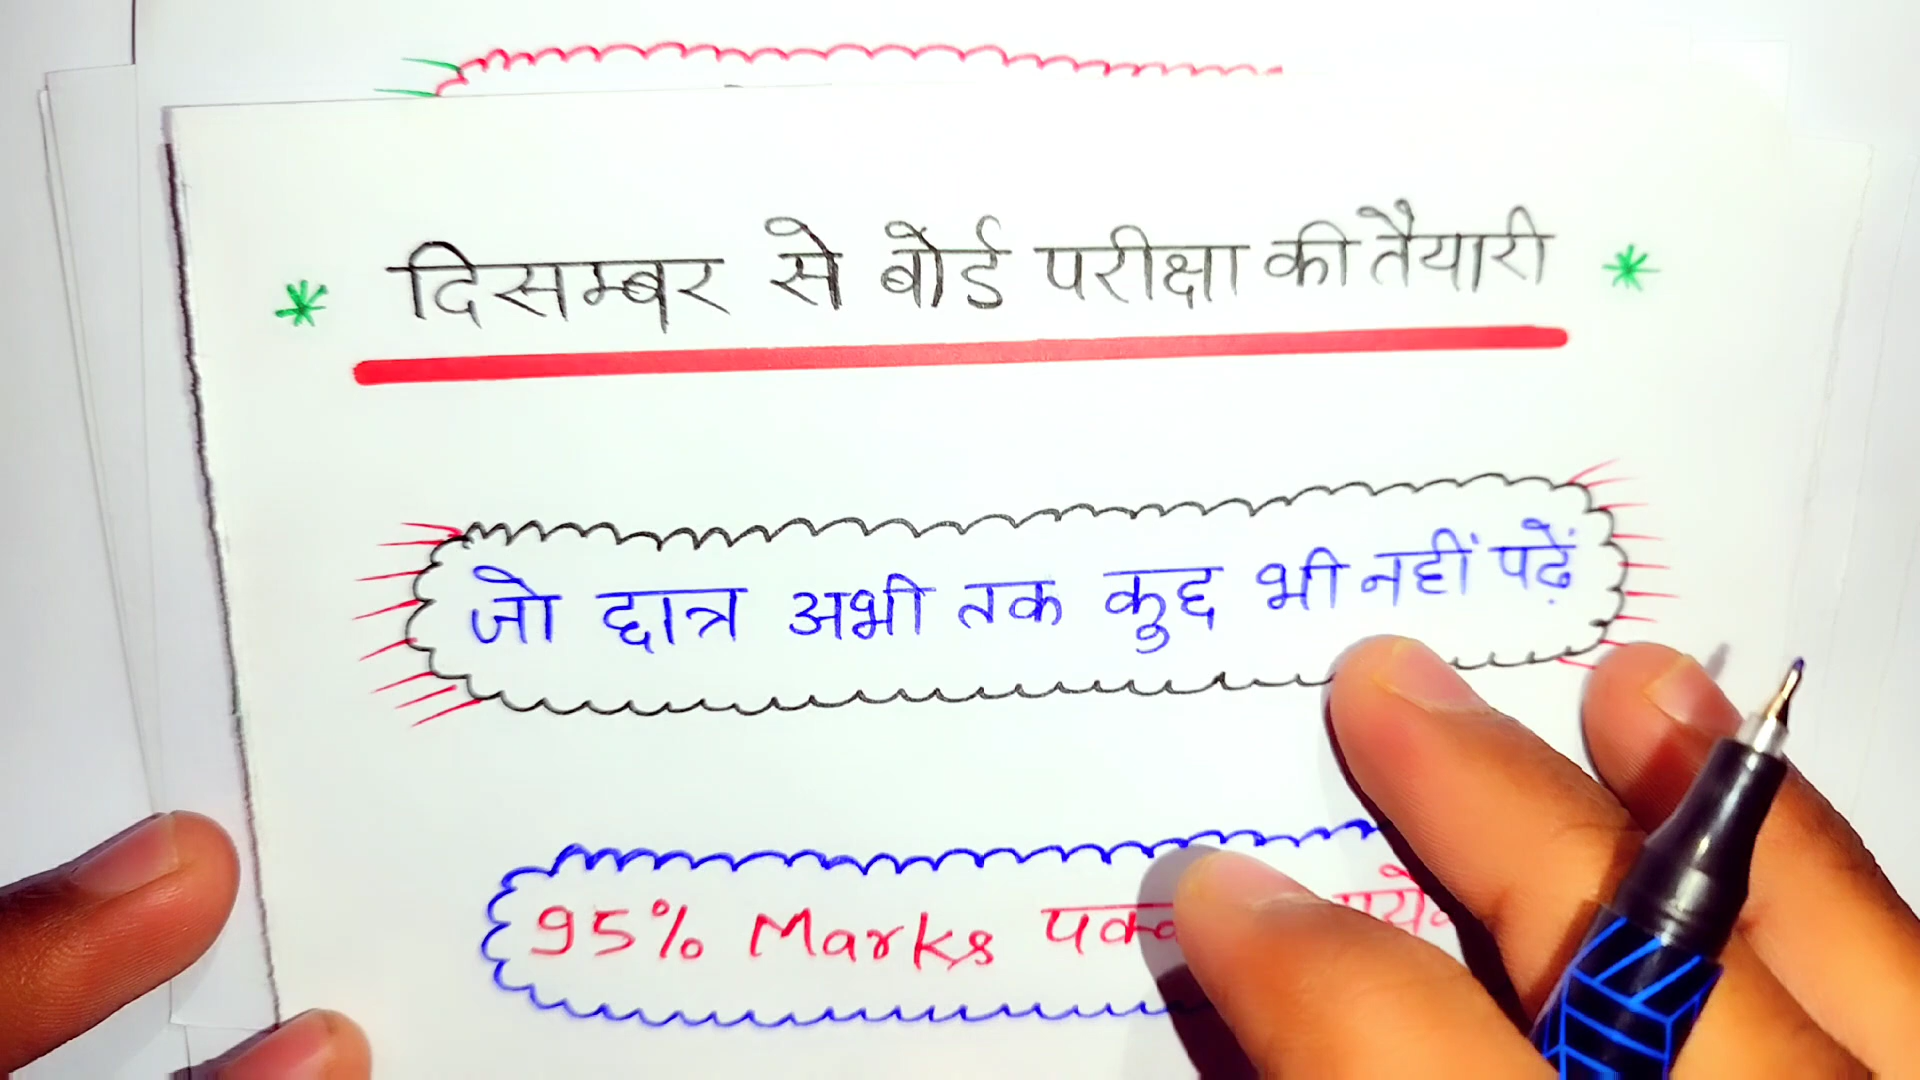 * दिसम्बर से बोर्ड परीक्षा की तैयारी *
जो छात्र अभी तक कुछ भी नहीं पढ़ें
95% Marks